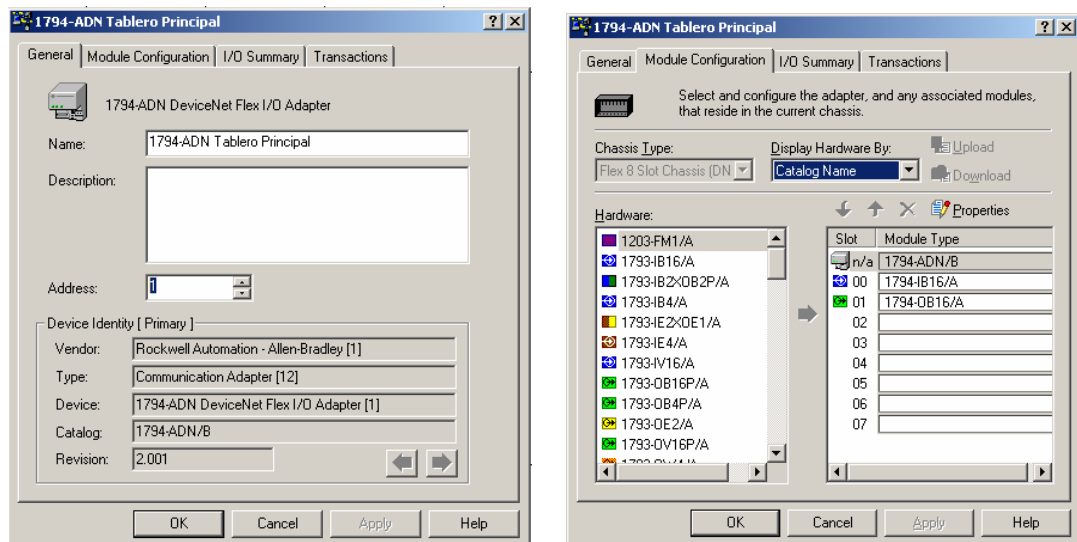 1794-ADN Tablero Principal
General Module Configuration I/O Summary Transactions
1794-ADN DeviceNet Flex I/O Adapter
Name: 1794-ADN Tablero Principal
Description:
Address: 1
Device Identity [ Primary ]
Vendor: Rockwell Automation - Allen-Bradley [1]
Type: Communication Adapter [12]
Device: 1794-ADN DeviceNet Flex I/O Adapter [1]
Catalog: 1794-ADN/B
Revision: 2.001
OK Cancel Apply Help
1794-ADN Tablero Principal
General Module Configuration I/O Summary Transactions
Select and configure the adapter, and any associated modules,
that reside in the current chassis.
Chassis Type: Display Hardware By: Upload
Flex 8 Slot Chassis (DN Catalog Name Download
Properties
Hardware:
Slot Module Type
1203-FM1/A
1793-IB16/A
1793-IB2XOB2P/A
1793-IB4/A
1793-IE2XOE1/A
1793-IE4/A
1793-IV16/A
1793-OB16P/A
1793-OB4P/A
1793-OE2/A
1793-OV16P/A
n/a 1794-ADN/B
00 1794-IB16/A
01 1794-OB16/A
02
03
04
05
06
07
OK Cancel Apply Help